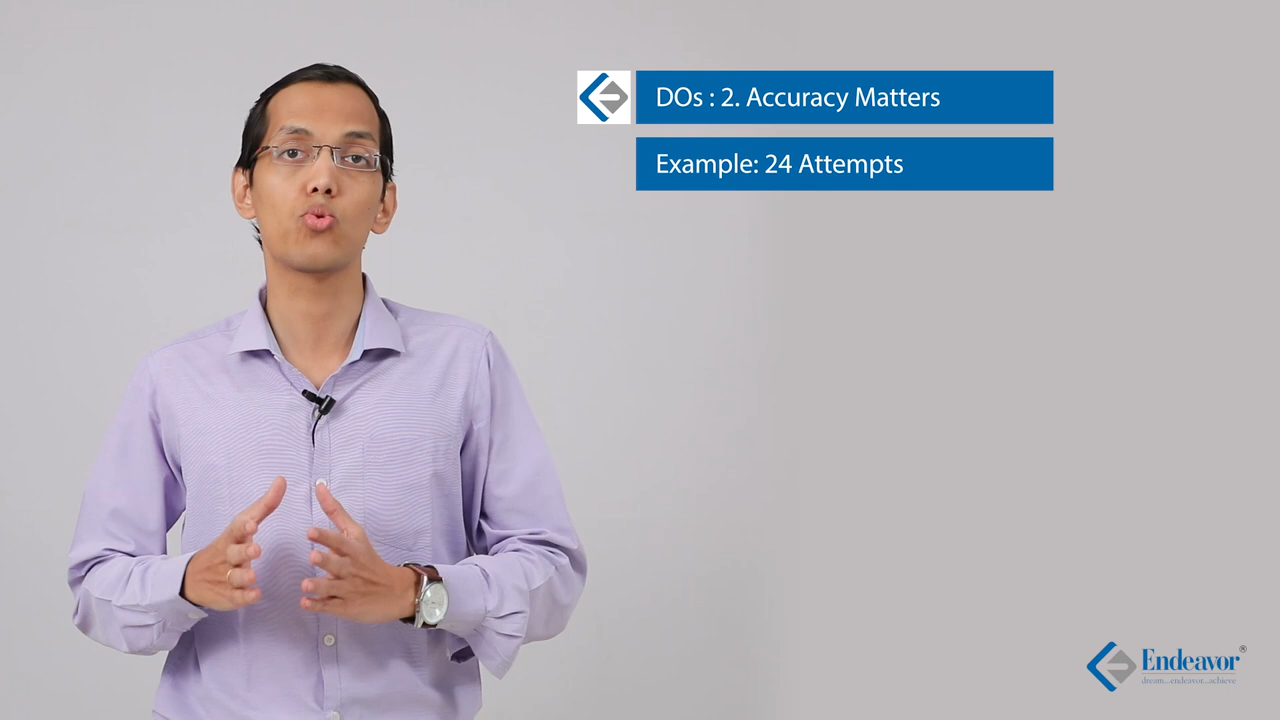 DOs : 2. Accuracy Matters
Example: 24 Attempts
Endeavor®
dream...endeavor...achieve